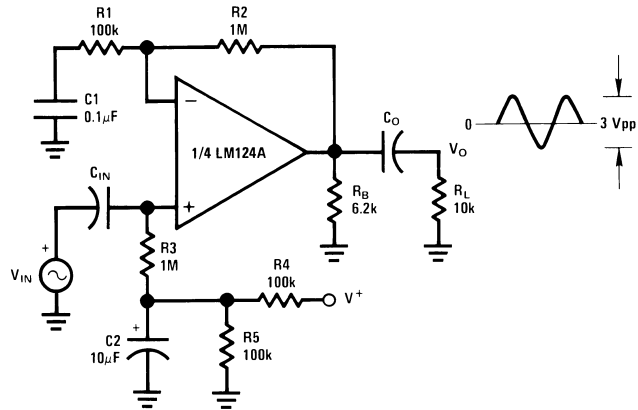 R1
100k
R2
1M
C1
0.1μF
−
1/4 LM124A
+
CIN
R3
1M
+
VIN
CO
VO
RB
6.2k
RL
10k
0
3 Vpp
R4
100k
V+
+
C2
10μF
R5
100k